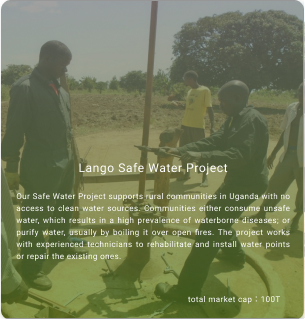 Lango Safe Water Project
Our Safe Water Project supports rural communities in Uganda with no
access to clean water sources. Communities either consume unsafe
water, which results in a high prevalence of waterborne diseases; or
purify water, usually by boiling it over open fires. The project works
with experienced technicians to rehabilitate and install water points
or repair the existing ones.
total market cap：100T